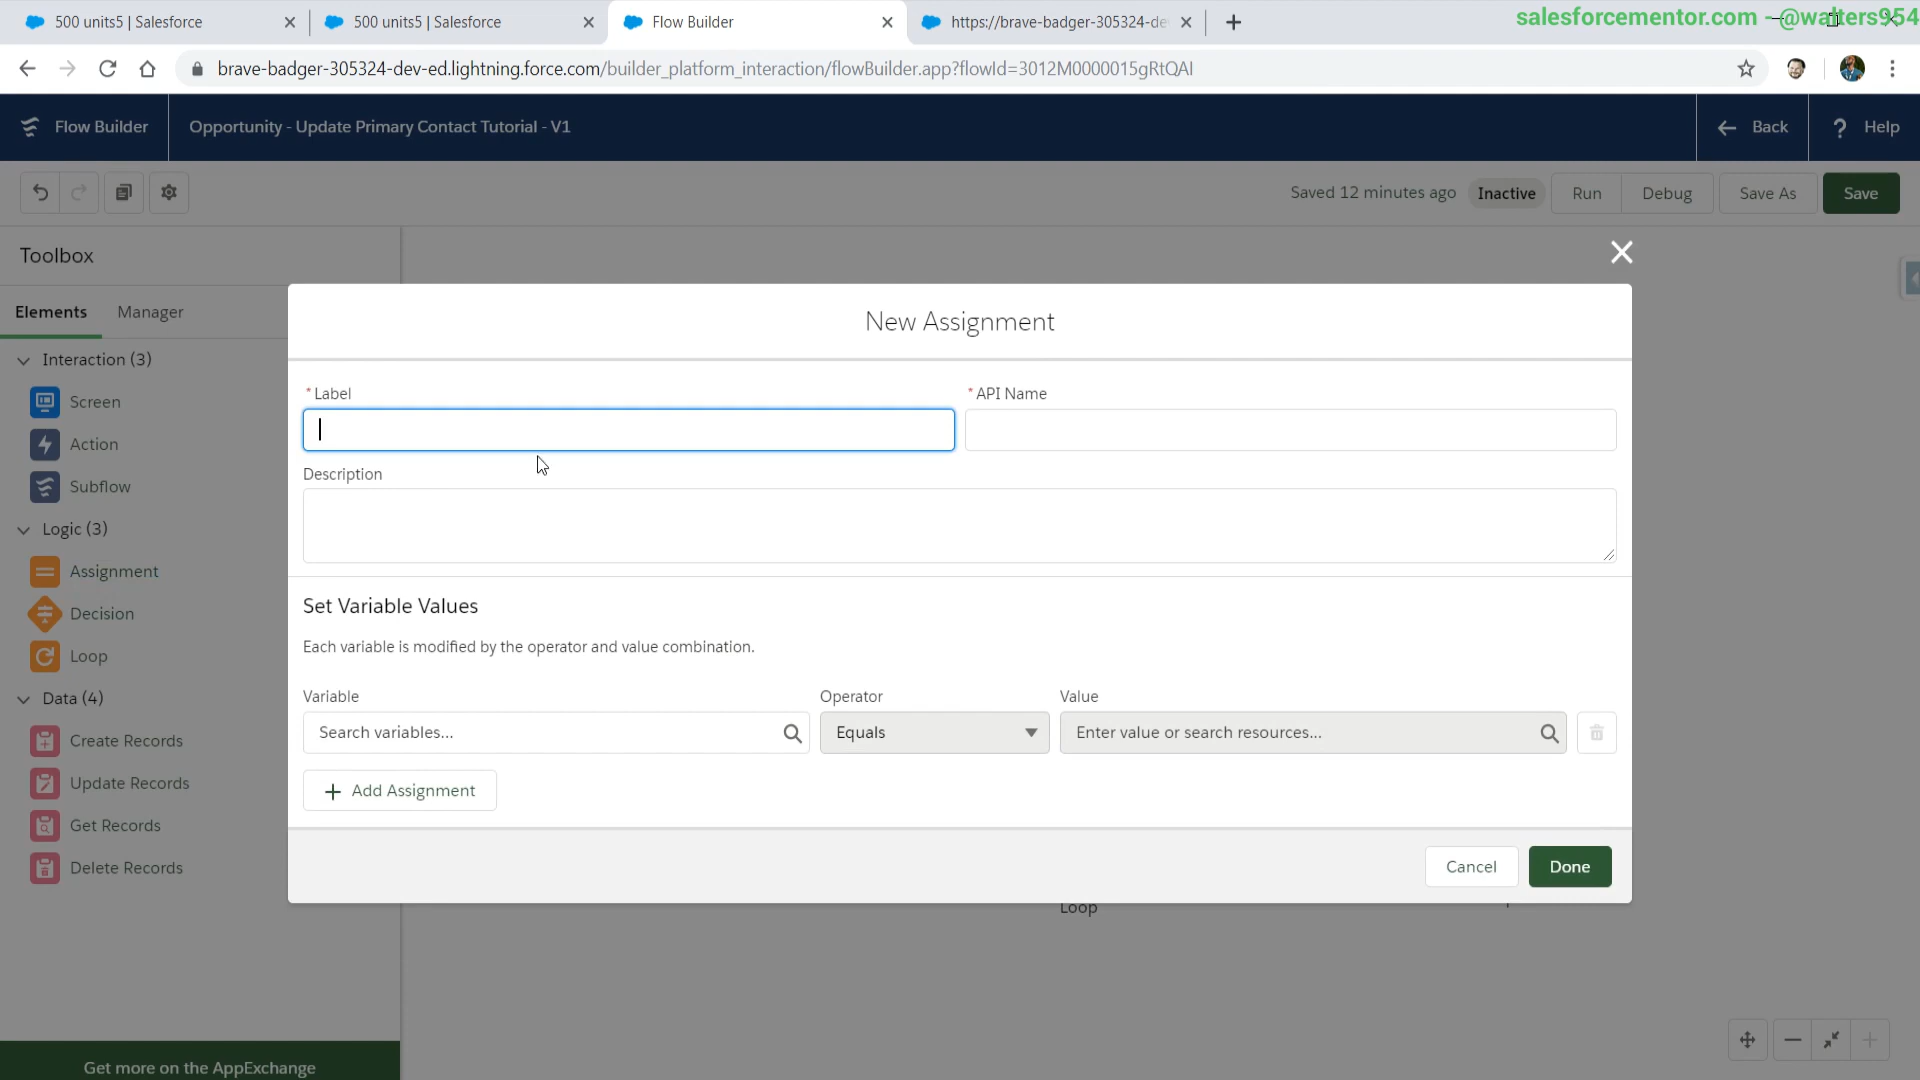 500 units5 | Salesforce
500 units5 | Salesforce
Flow Builder
https://brave-badger-305324-de
salesforcementor.com - @walters954
brave-badger-305324-dev-ed.lightning.force.com/builder_platform_interaction/flowBuilder.app?flowId=3012M0000015gRtQAI
Flow Builder
Opportunity - Update Primary Contact Tutorial - V1
Back
? Help
Saved 12 minutes ago
Inactive
Run
Debug
Save As
Save
Toolbox
Elements
Manager
Interaction (3)
Screen
Action
Subflow
Logic (3)
Assignment
Decision
Loop
Data (4)
Create Records
Update Records
Get Records
Delete Records
Get more on the AppExchange
New Assignment
* Label
* API Name
Description
Set Variable Values
Each variable is modified by the operator and value combination.
Variable
Operator
Value
Search variables...
Equals
Enter value or search resources...
+ Add Assignment
Cancel
Done
Loop